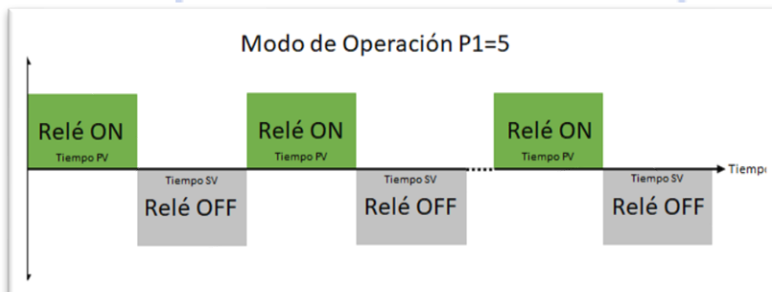 Modo de Operación P1=5
Relé ON
Tiempo PV
Relé ON
Tiempo PV
Relé ON
Tiempo PV
Tiempo SV
Relé OFF
Tiempo SV
Relé OFF
Tiempo SV
Relé OFF
Tiemp